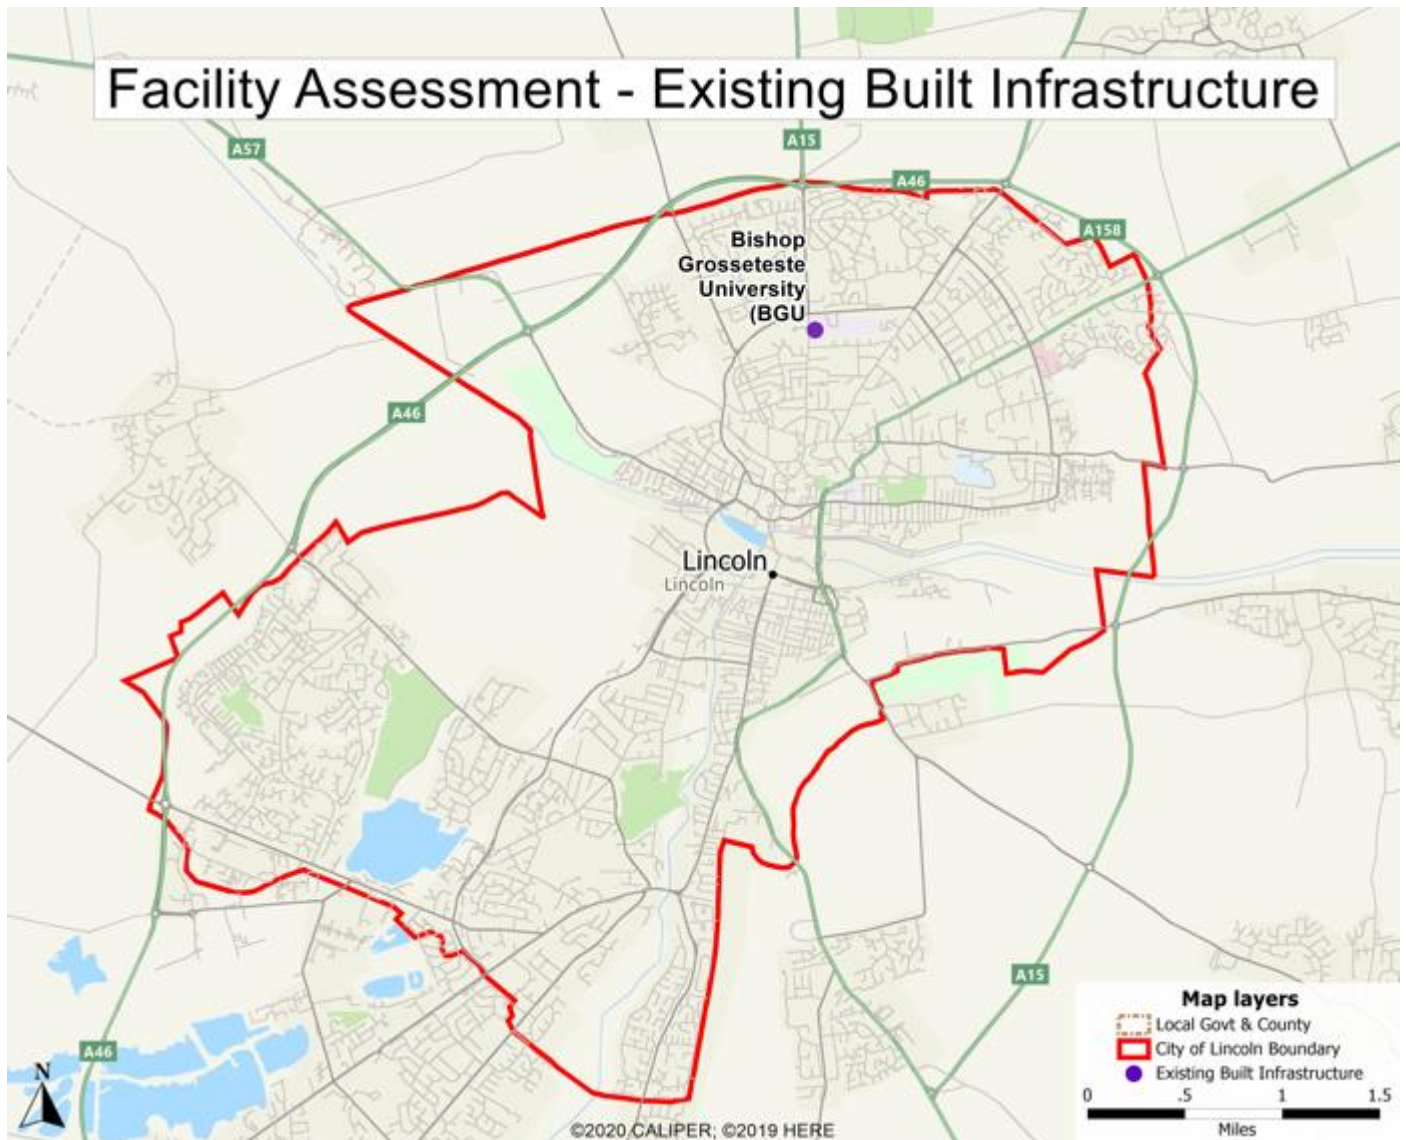 Facility Assessment - Existing Built Infrastructure
A57
A15
A46
A158
Bishop
Grosseteste
University
(BGU
A46
Lincoln
Lincoln
A15
A46
N
Map layers
Local Govt & County
City of Lincoln Boundary
Existing Built Infrastructure
0 .5 1 1.5
Miles
©2020 CALIPER; ©2019 HERE